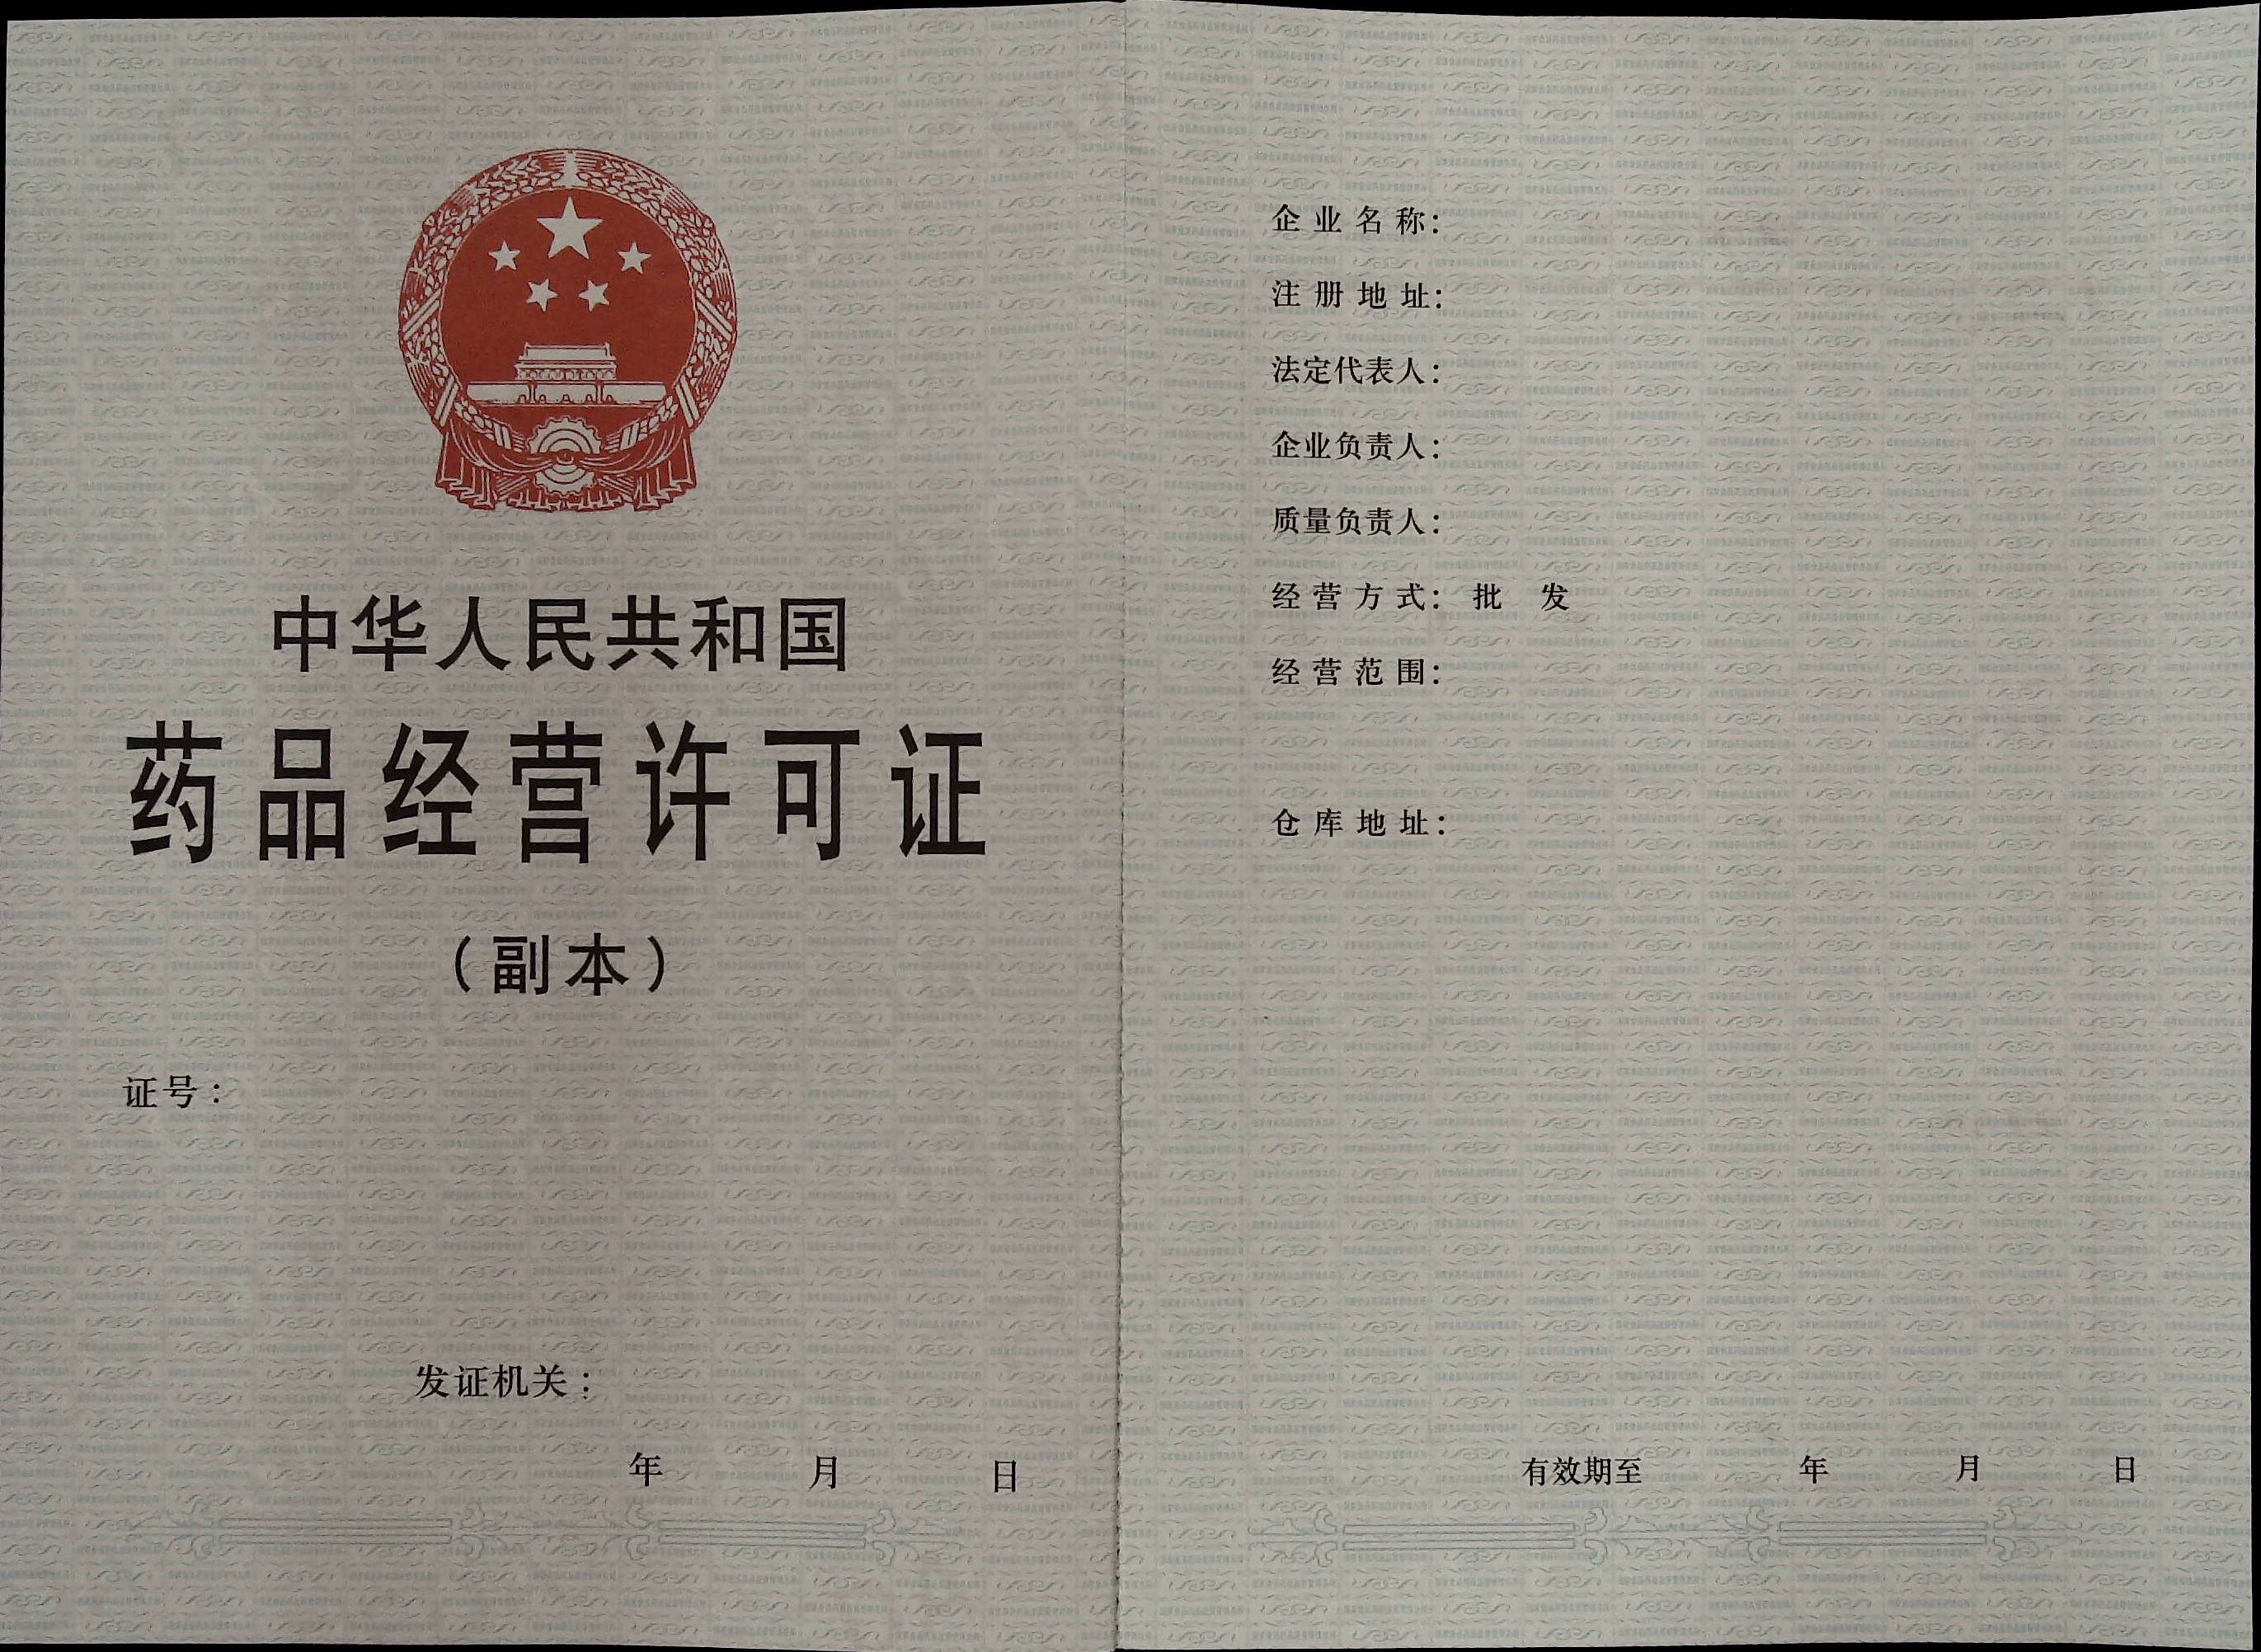 中华人民共和国
药品经营许可证
（副本）
证号：
发证机关：
年 月 日
企业名称：
注册地址：
法定代表人：
企业负责人：
质量负责人：
经营方式： 批 发
经营范围：
仓库地址：
有效期至 年 月 日